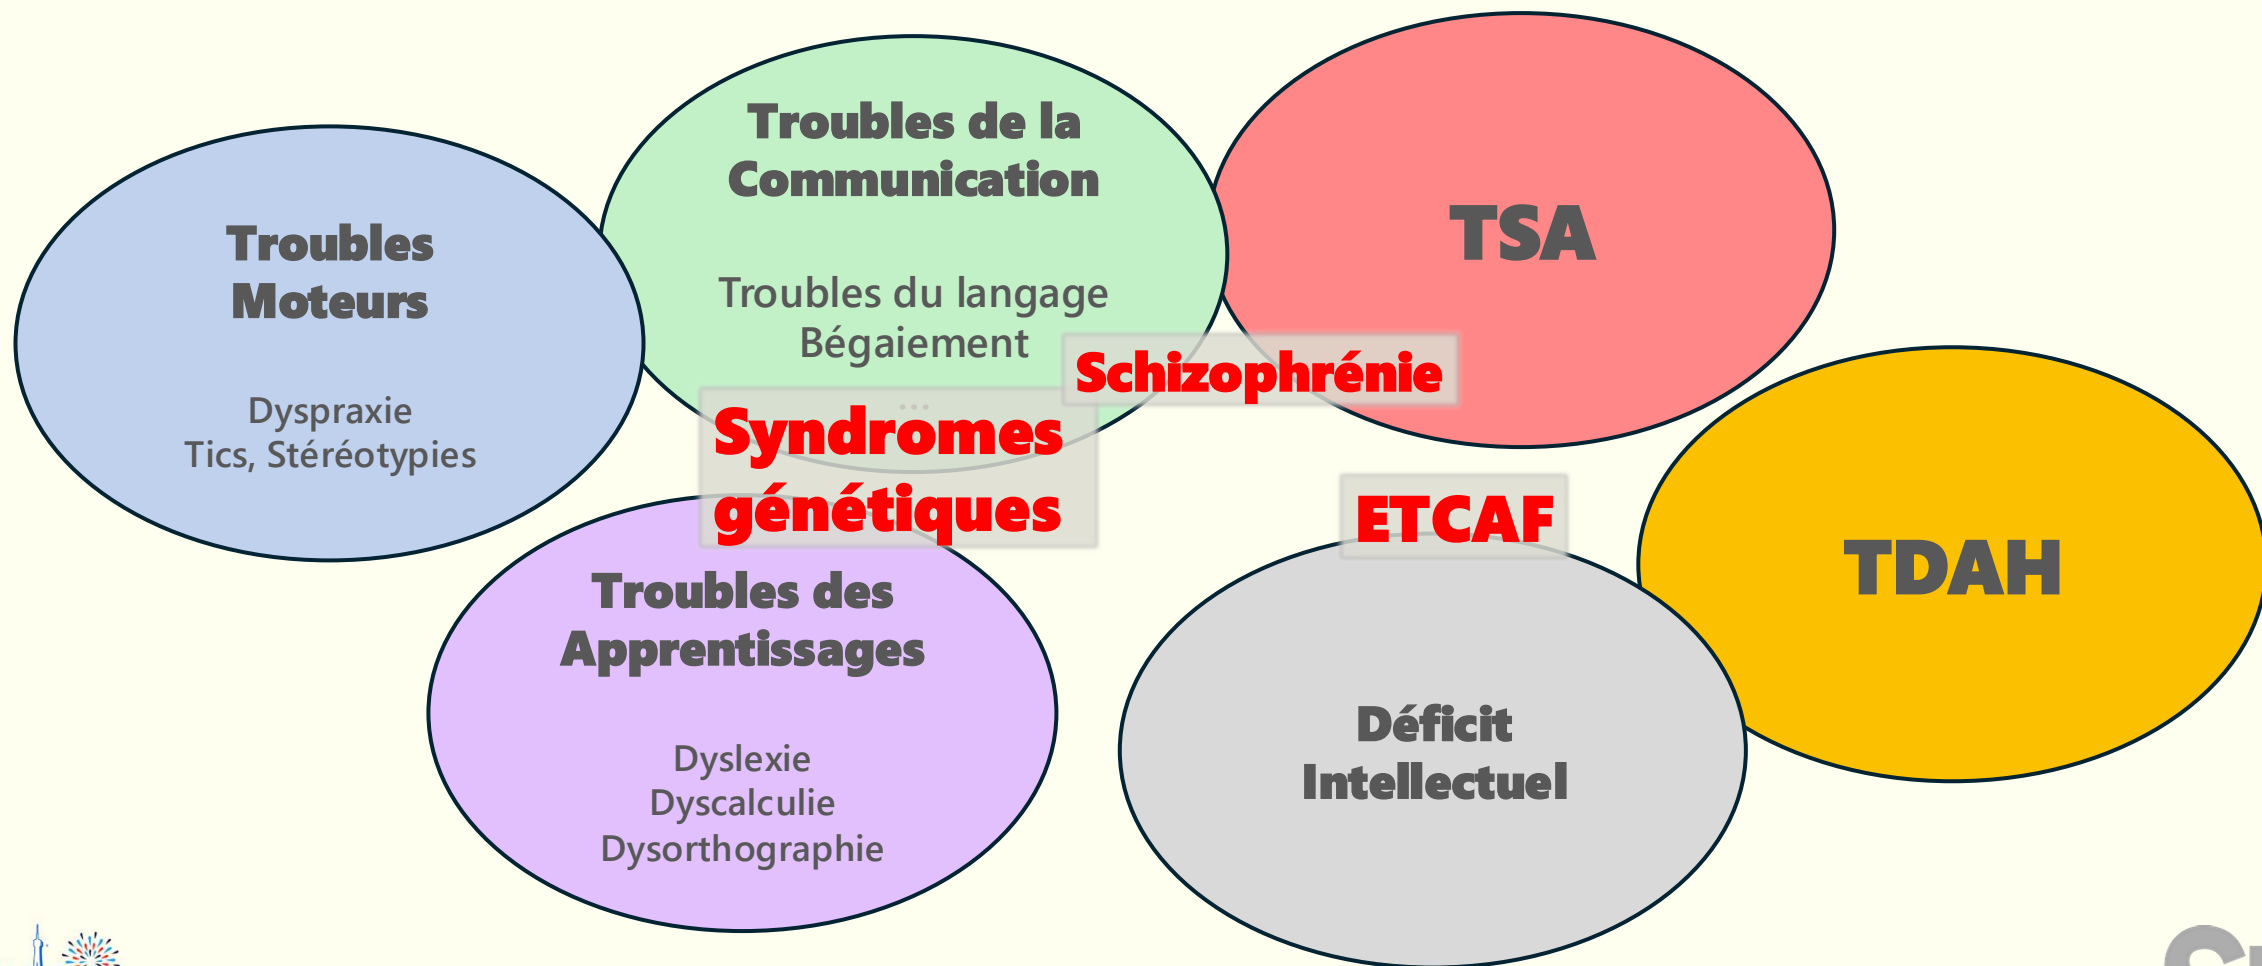 Troubles
Moteurs
Dyspraxie
Tics, Stéréotypies
Troubles de la
Communication
Troubles du langage
Bégaiement
...
TSA
Schizophrénie
Syndromes
génétiques
ETCAF
TDAH
Troubles des
Apprentissages
Dyslexie
Dyscalculie
Dysorthographie
Déficit
Intellectuel